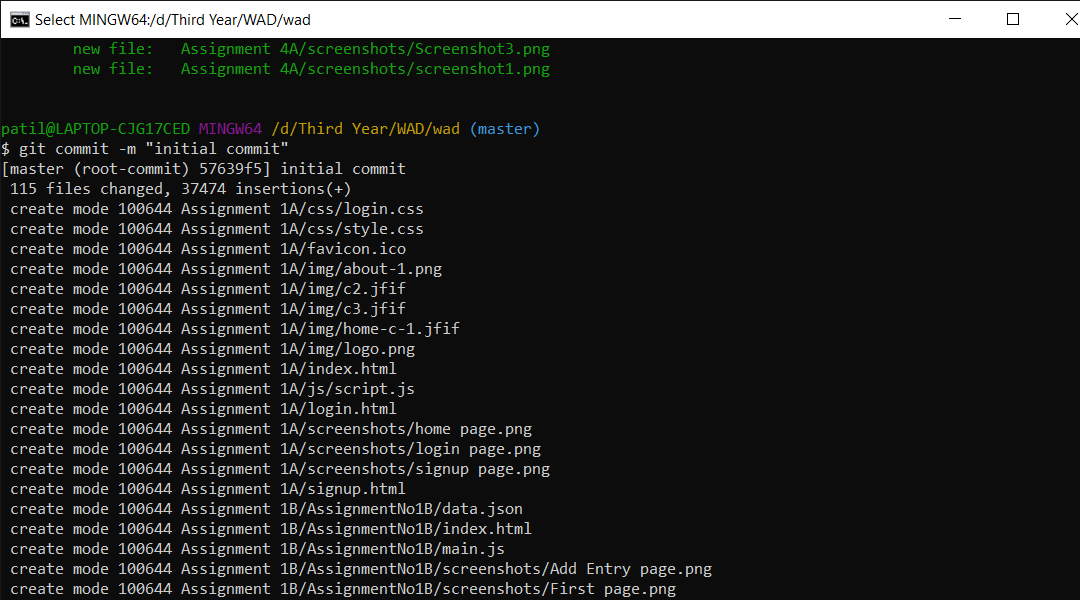 Select MINGW64:/d/Third Year/WAD/wad
new file: Assignment 4A/screenshots/Screenshot3.png
new file: Assignment 4A/screenshots/screenshot1.png
patil@LAPTOP-CJG17CED MINGW64 /d/Third Year/WAD/wad (master)
$ git commit -m "initial commit"
[master (root-commit) 57639f5] initial commit
115 files changed, 37474 insertions(+)
create mode 100644 Assignment 1A/css/login.css
create mode 100644 Assignment 1A/css/style.css
create mode 100644 Assignment 1A/favicon.ico
create mode 100644 Assignment 1A/img/about-1.png
create mode 100644 Assignment 1A/img/c2.jfif
create mode 100644 Assignment 1A/img/c3.jfif
create mode 100644 Assignment 1A/img/home-c-1.jfif
create mode 100644 Assignment 1A/img/logo.png
create mode 100644 Assignment 1A/index.html
create mode 100644 Assignment 1A/js/script.js
create mode 100644 Assignment 1A/login.html
create mode 100644 Assignment 1A/screenshots/home page.png
create mode 100644 Assignment 1A/screenshots/login page.png
create mode 100644 Assignment 1A/screenshots/signup page.png
create mode 100644 Assignment 1A/signup.html
create mode 100644 Assignment 1B/AssignmentNo1B/data.json
create mode 100644 Assignment 1B/AssignmentNo1B/index.html
create mode 100644 Assignment 1B/AssignmentNo1B/main.js
create mode 100644 Assignment 1B/AssignmentNo1B/screenshots/Add Entry page.png
create mode 100644 Assignment 1B/AssignmentNo1B/screenshots/First page.png